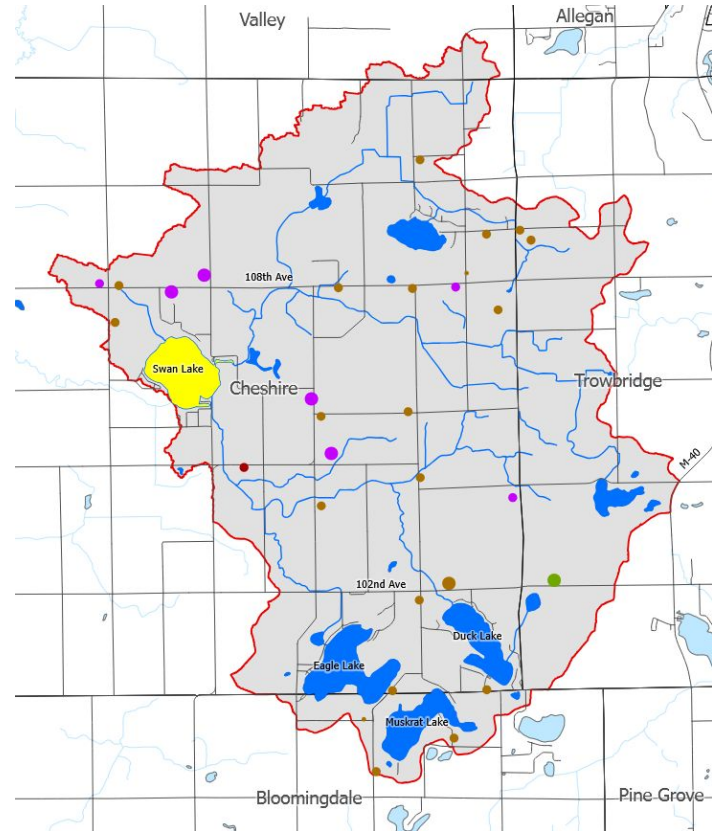 Valley
Allegan
108th Ave
Swan Lake
Cheshire
Trowbridge
M-40
102nd Ave
Duck Lake
Eagle Lake
Muskrat Lake
Bloomingdale
Pine Grove